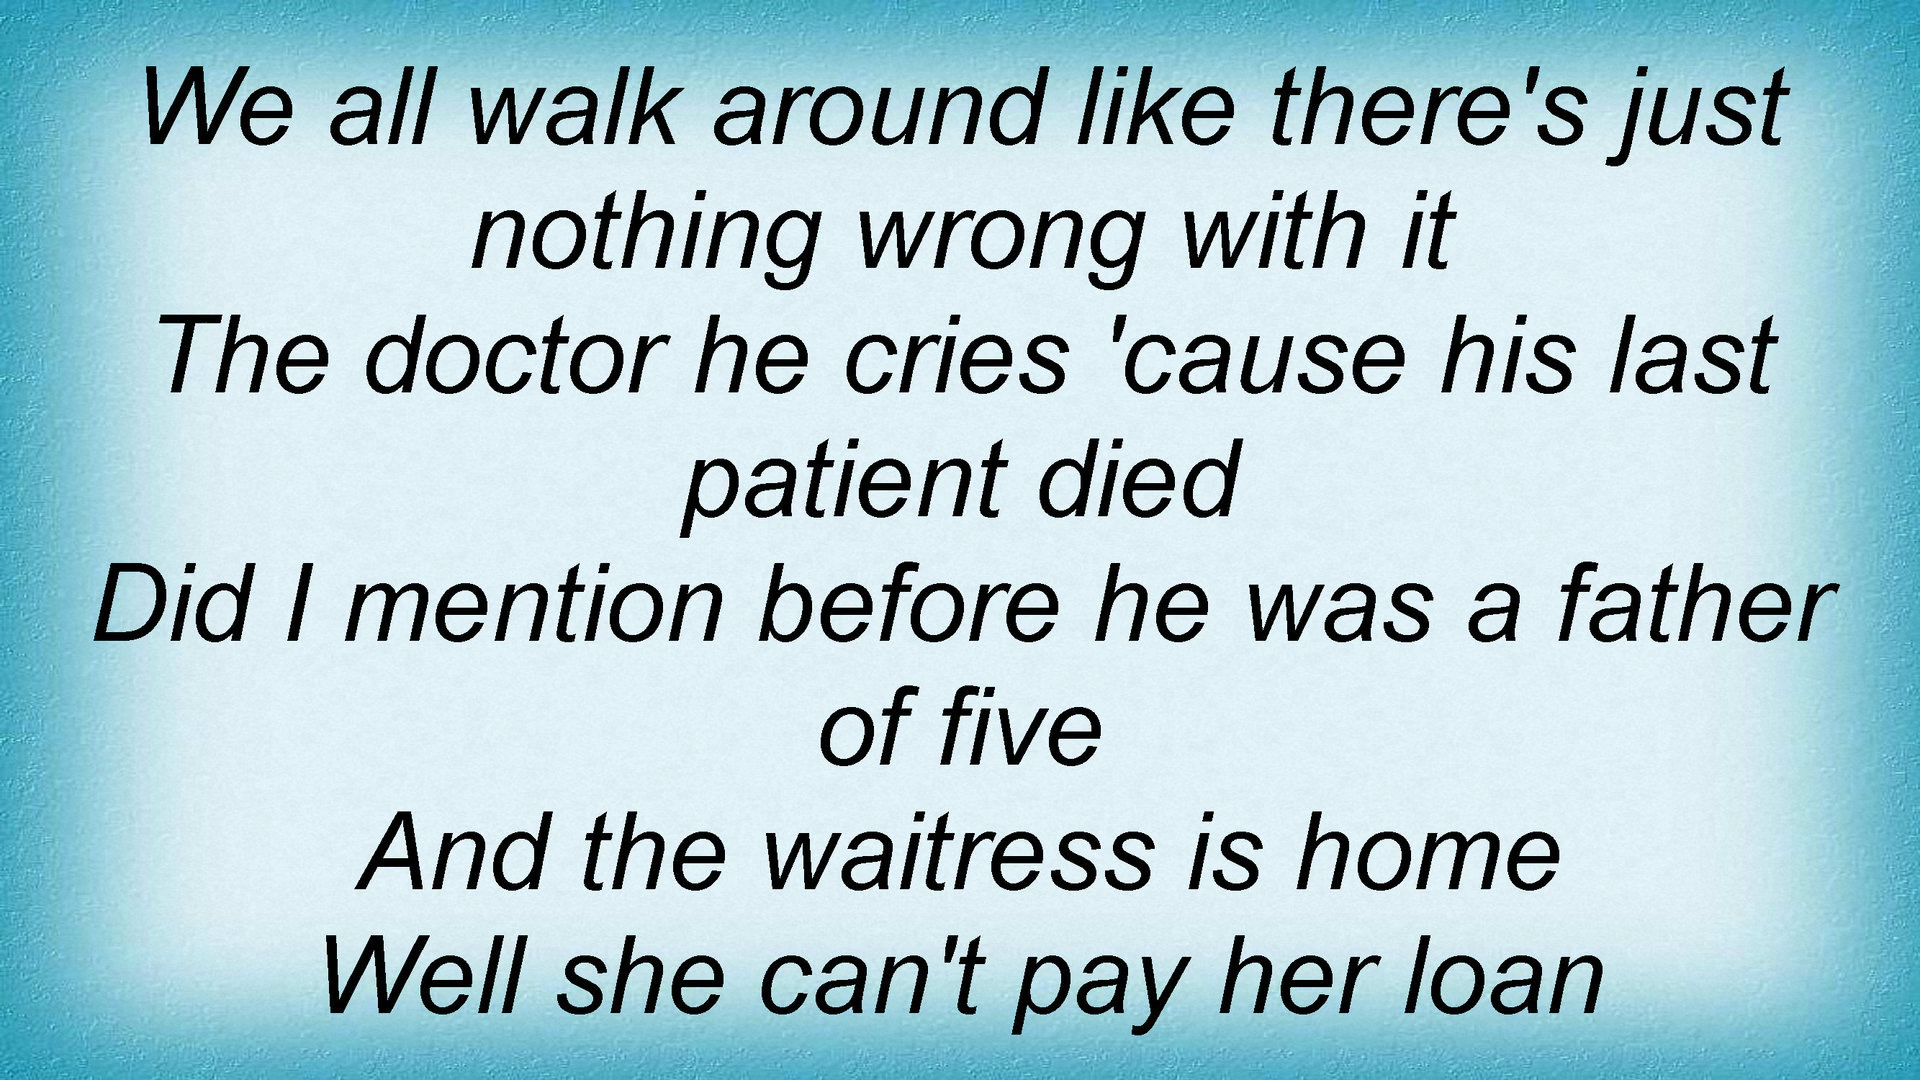 We all walk around like there's just
nothing wrong with it
The doctor he cries 'cause his last
patient died
Did I mention before he was a father
of five
And the waitress is home
Well she can't pay her loan